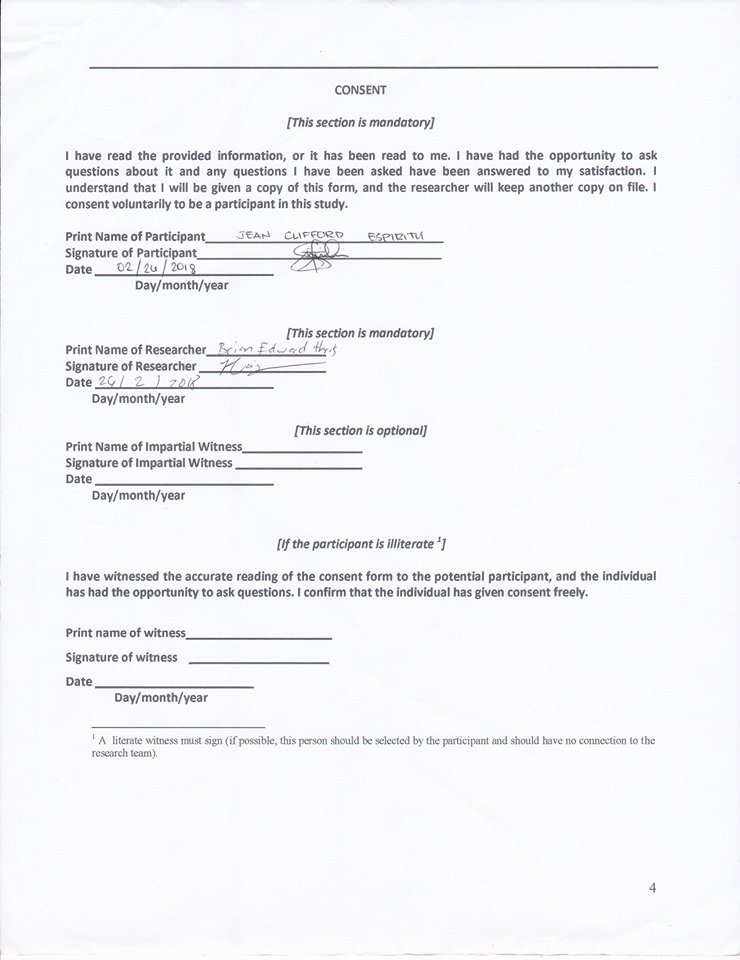 CONSENT
[This section is mandatory]
I have read the provided information, or it has been read to me. I have had the opportunity to ask
questions about it and any questions I have been asked have been answered to my satisfaction. I
understand that I will be given a copy of this form, and the researcher will keep another copy on file. I
consent voluntarily to be a participant in this study.
Print Name of Participant JEAN CLIFFORD ESPIRITU
Signature of Participant
Date 02/26/2018
Day/month/year
[This section is mandatory]
Print Name of Researcher Brian Edward
Signature of Researcher
Date 26/2/2018
Day/month/year
[This section is optional]
Print Name of Impartial Witness
Signature of Impartial Witness
Date
Day/month/year
[If the participant is illiterate 1]
I have witnessed the accurate reading of the consent form to the potential participant, and the individual
has had the opportunity to ask questions. I confirm that the individual has given consent freely.
Print name of witness
Signature of witness
Date
Day/month/year
1 A literate witness must sign (if possible, this person should be selected by the participant and should have no connection to the
research team).
4